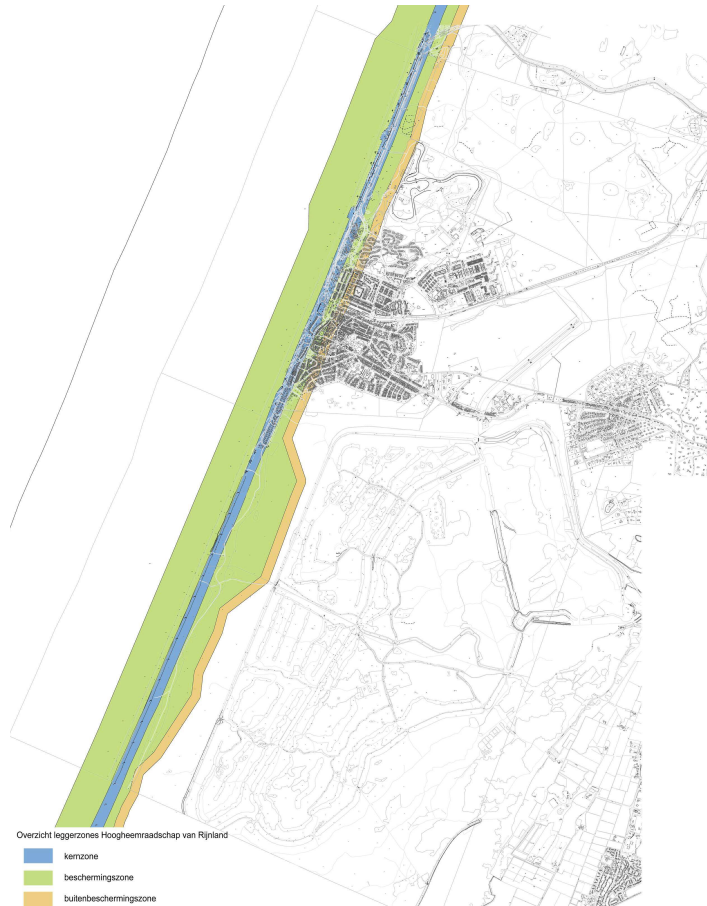 Overzicht leggerzones Hoogheemraadschap van Rijnland
kernzone
beschermingszone
buitenbeschermingszone